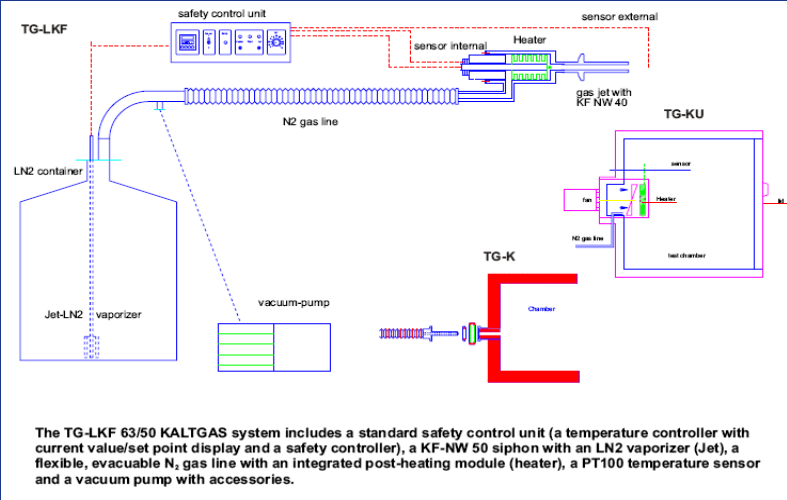 safety control unit
sensor external
TG-LKF
Heater
sensor internal
gas jet with
KF NW 40
N2 gas line
TG-KU
LN2 container
sensor
fan
Heater
lid
N2 gas line
test chamber
TG-K
vacuum-pump
Chamber
Jet-LN2 vaporizer
The TG-LKF 63/50 KALTGAS system includes a standard safety control unit (a temperature controller with
current value/set point display and a safety controller), a KF-NW 50 siphon with an LN2 vaporizer (Jet), a
flexible, evacuable N₂ gas line with an integrated post-heating module (heater), a PT100 temperature sensor
and a vacuum pump with accessories.